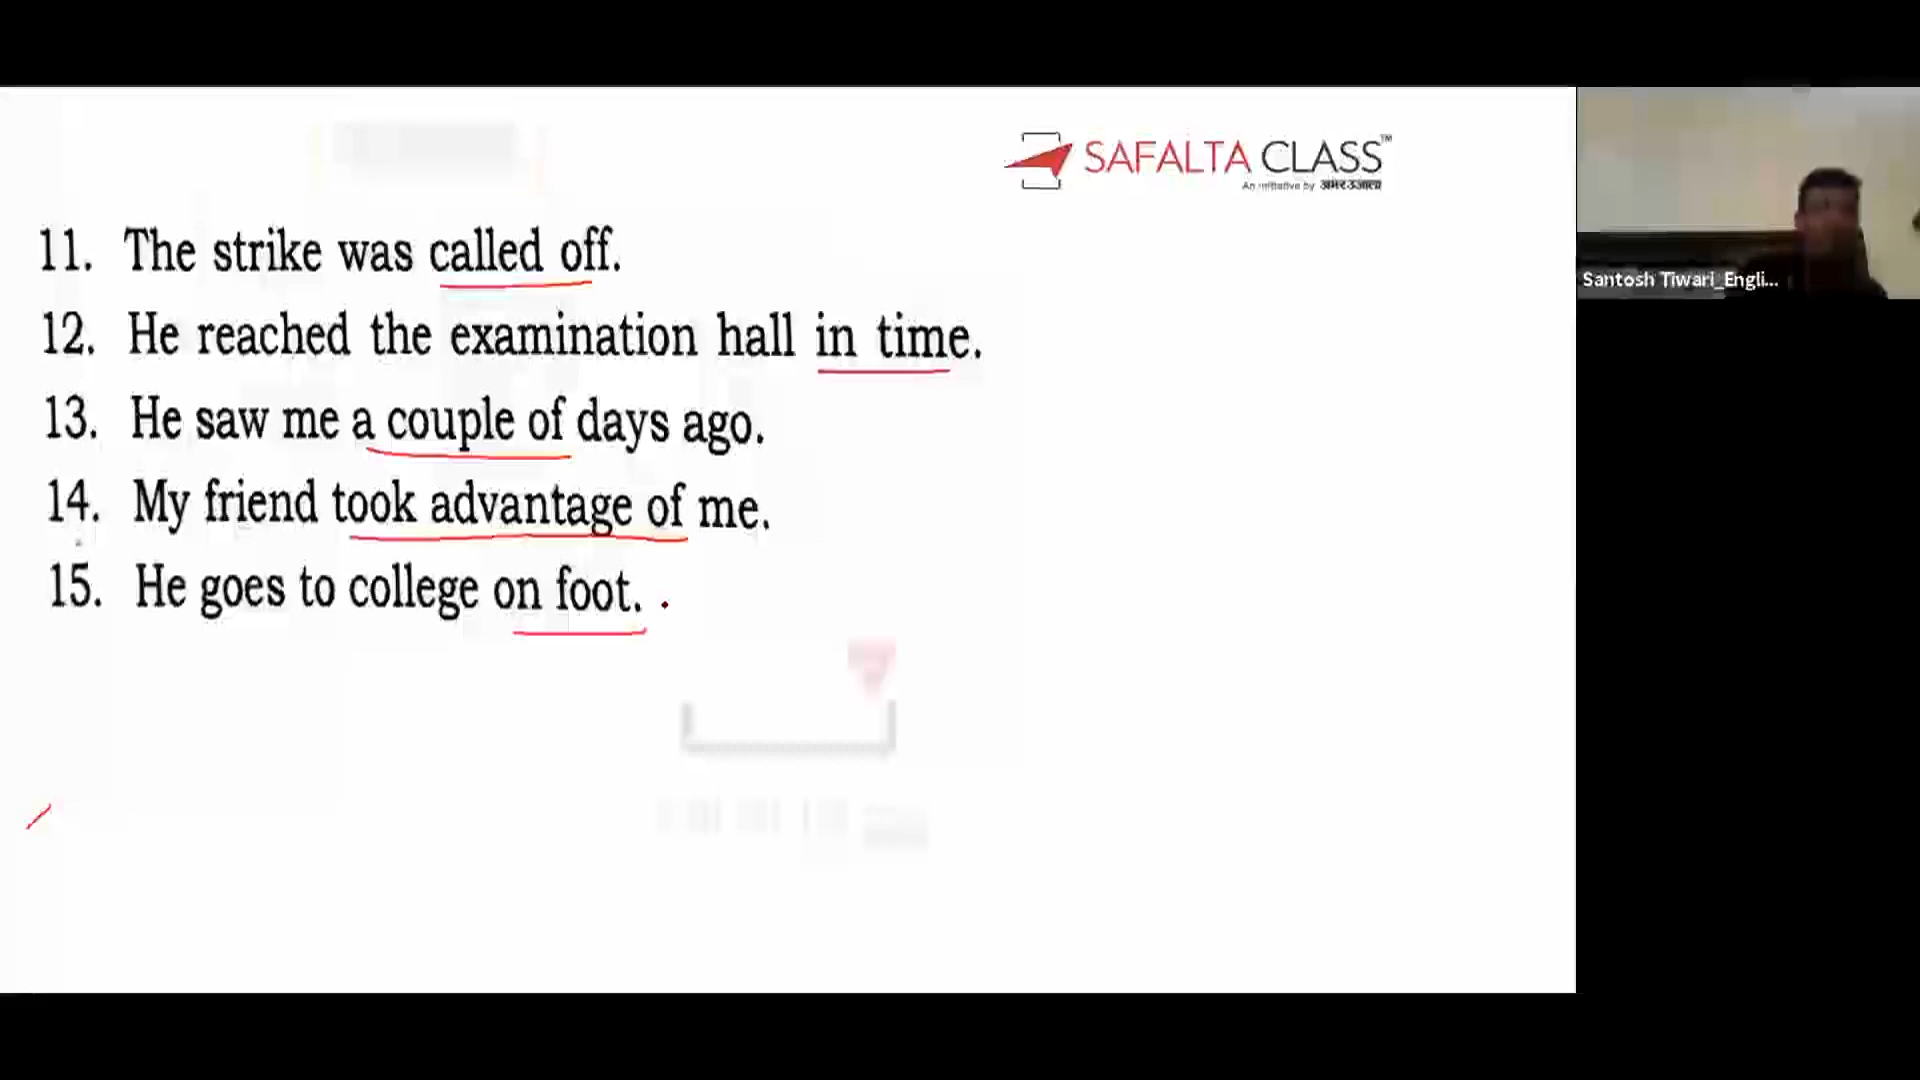 SAFALTA CLASS™
An initiative by अमर उजाला
11. The strike was called off.
12. He reached the examination hall in time.
13. He saw me a couple of days ago.
14. My friend took advantage of me.
15. He goes to college on foot.
Santosh Tiwari_Engli...